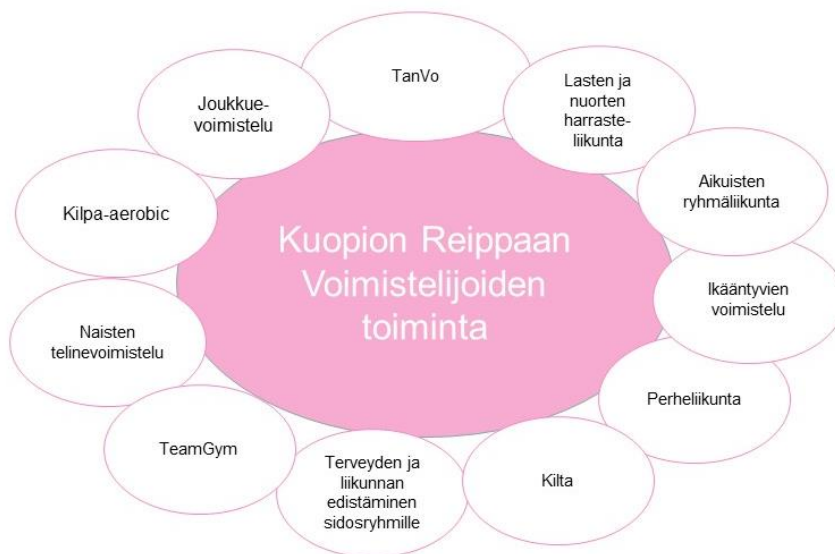 TanVo
Lasten ja
nuorten
harraste-
liikunta
Aikuisten
ryhmäliikunta
Ikääntyvien
voimistelu
Perheliikunta
Kilta
Terveyden ja
liikunnan
edistäminen
sidosryhmille
TeamGym
Naisten
telinevoimistelu
Kilpa-aerobic
Joukkue-
voimistelu
Kuopion Reippaan
Voimistelijoiden
toiminta